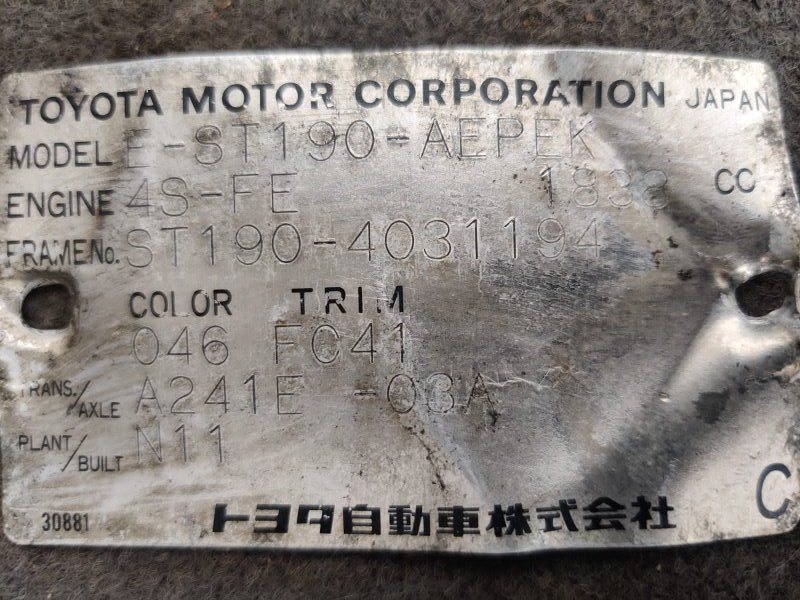 TOYOTA MOTOR CORPORATION JAPAN
MODEL E-ST190-AEPEK
ENGINE 4S-FE 1838 CC
FRAME No. ST190-4031194
COLOR TRIM
046 FC41
TRANS./AXLE A241E -03A
PLANT/BUILT N11
C
30881 トヨタ自動車株式会社